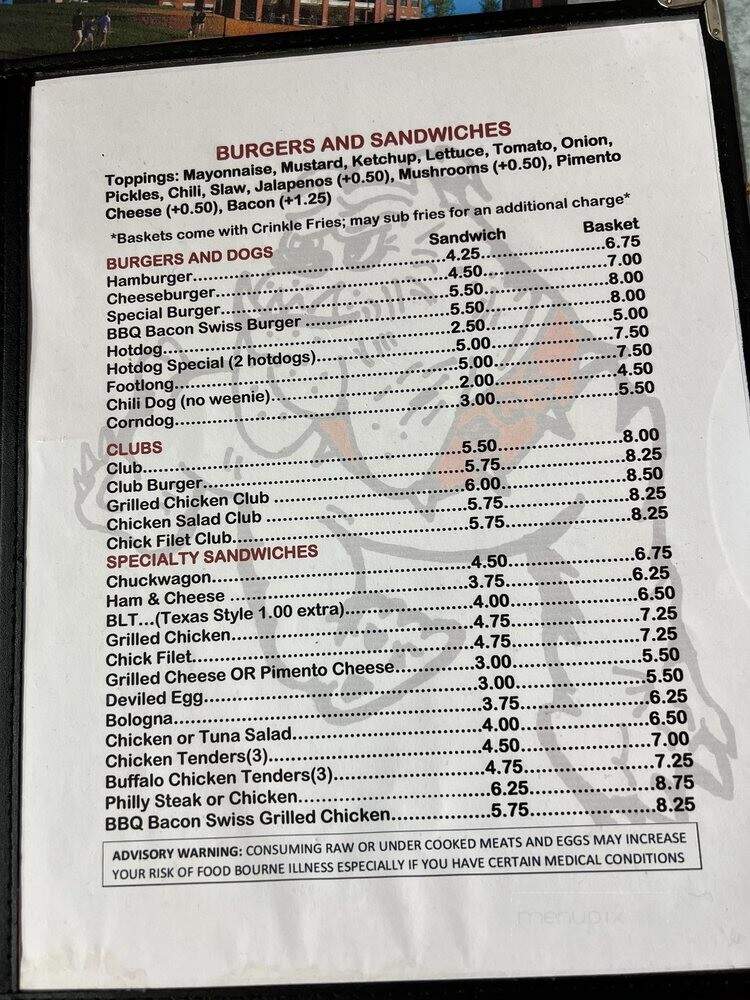 BURGERS AND SANDWICHES
Toppings: Mayonnaise, Mustard, Ketchup, Lettuce, Tomato, Onion,
Pickles, Chili, Slaw, Jalapenos (+0.50), Mushrooms (+0.50), Pimento
Cheese (+0.50), Bacon (+1.25)
*Baskets come with Crinkle Fries; may sub fries for an additional charge*
BURGERS AND DOGS Sandwich Basket
Hamburger....................4.25....................6.75
Cheeseburger....................4.50....................7.00
Special Burger....................5.50....................8.00
BBQ Bacon Swiss Burger ....................5.50....................8.00
Hotdog....................2.50....................5.00
Hotdog Special (2 hotdogs)....................5.00....................7.50
Footlong....................5.00....................7.50
Chili Dog (no weenie)....................2.00....................4.50
Corndog....................3.00....................5.50
CLUBS
Club....................5.50....................8.00
Club Burger....................5.75....................8.25
Grilled Chicken Club ....................6.00....................8.50
Chicken Salad Club ....................5.75....................8.25
Chick Filet Club....................5.75....................8.25
SPECIALTY SANDWICHES
Chuckwagon....................4.50....................6.75
Ham & Cheese ....................3.75....................6.25
BLT...(Texas Style 1.00 extra)....................4.00....................6.50
Grilled Chicken....................4.75....................7.25
Chick Filet....................4.75....................7.25
Grilled Cheese OR Pimento Cheese....................3.00....................5.50
Deviled Egg....................3.00....................5.50
Bologna....................3.75....................6.25
Chicken or Tuna Salad....................4.00....................6.50
Chicken Tenders(3)....................4.50....................7.00
Buffalo Chicken Tenders(3)....................4.75....................7.25
Philly Steak or Chicken....................6.25....................8.75
BBQ Bacon Swiss Grilled Chicken....................5.75....................8.25
ADVISORY WARNING: CONSUMING RAW OR UNDER COOKED MEATS AND EGGS MAY INCREASE
YOUR RISK OF FOOD BOURNE ILLNESS ESPECIALLY IF YOU HAVE CERTAIN MEDICAL CONDITIONS
menupix